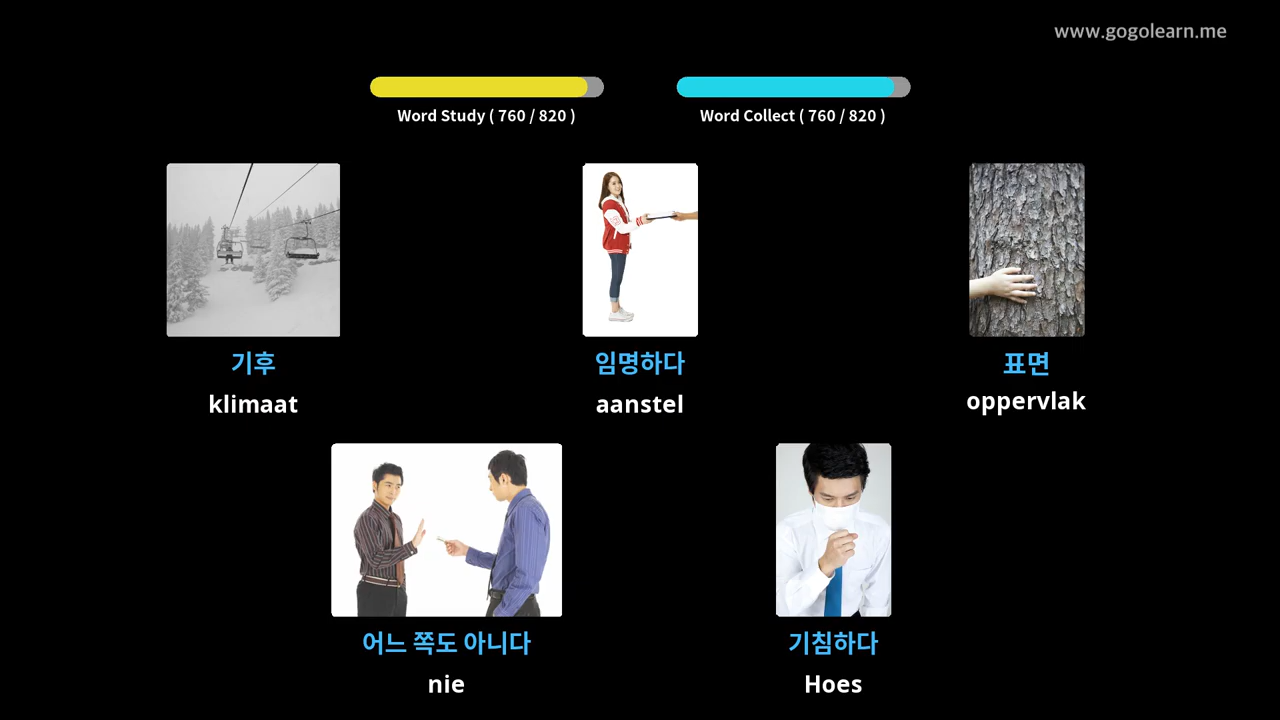 www.gogolearn.me
Word Study ( 760 / 820 )
Word Collect ( 760 / 820 )
기후
klimaat
임명하다
aanstel
표면
oppervlak
어느 쪽도 아니다
nie
기침하다
Hoes